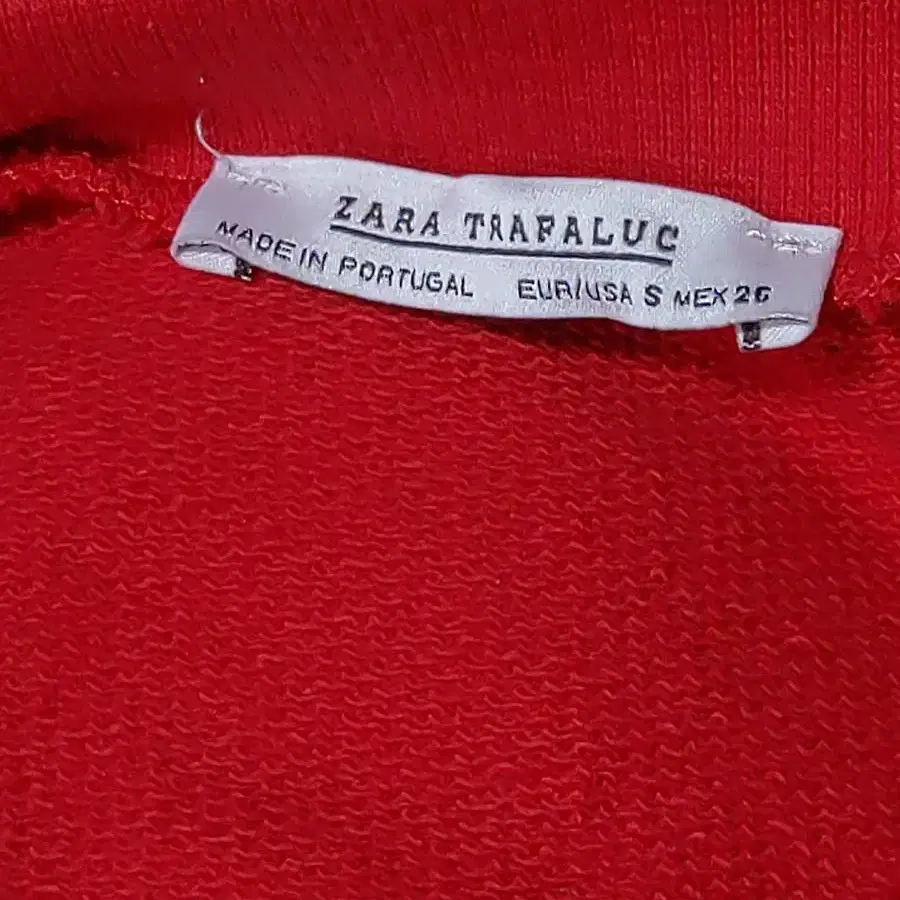 ZARA TRAFALUC
MADE IN PORTUGAL EUR/USA S MEX 26